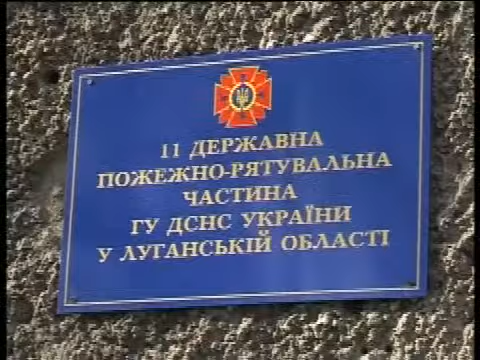 11 ДЕРЖАВНА
ПОЖЕЖНО-РЯТУВАЛЬНА
ЧАСТИНА
ГУ ДСНС УКРАЇНИ
У ЛУГАНСЬКІЙ ОБЛАСТІ